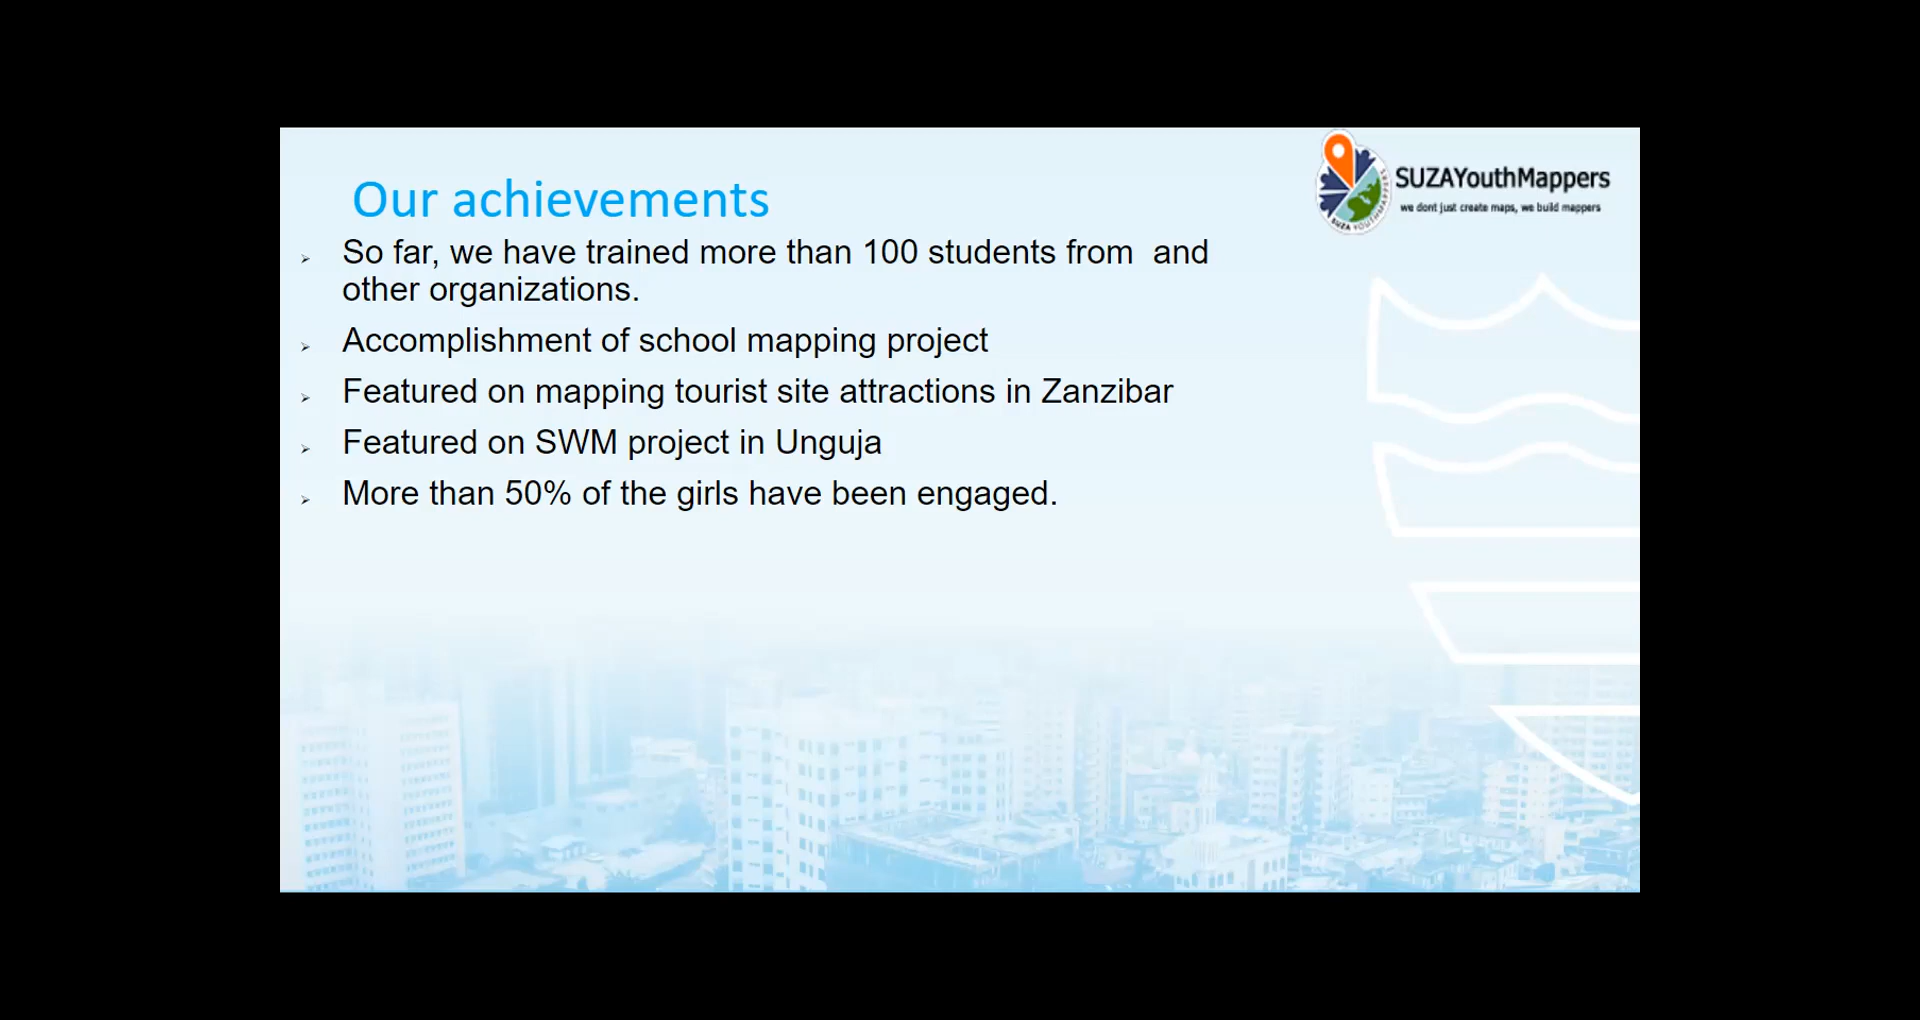 Our achievements
SUZAYouthMappers
we dont just create maps, we build mappers
So far, we have trained more than 100 students from  and
other organizations.
Accomplishment of school mapping project
Featured on mapping tourist site attractions in Zanzibar
Featured on SWM project in Unguja
More than 50% of the girls have been engaged.
SUZA YOUTHMAPPERS